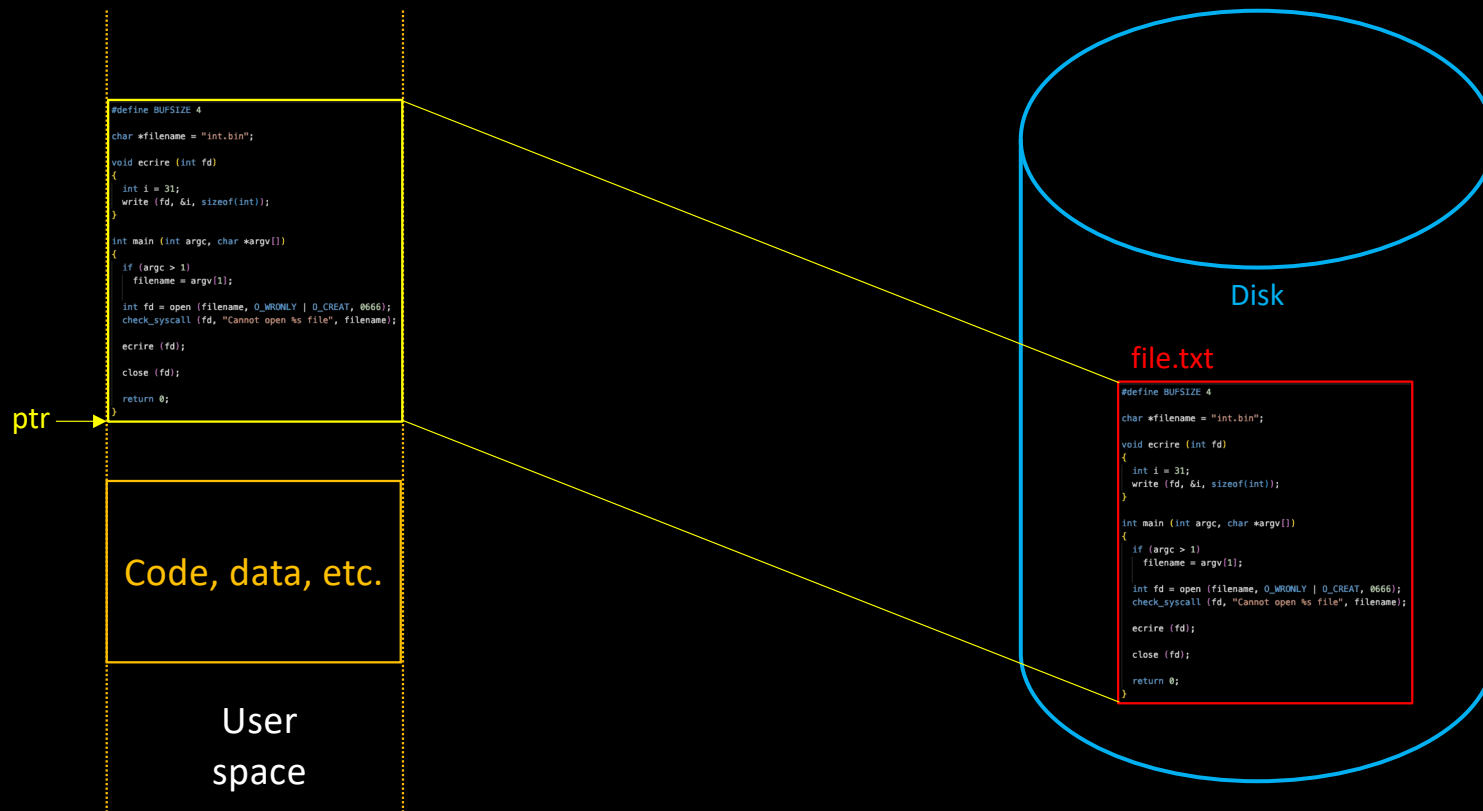 #define BUFSIZE 4
char *filename = "int.bin";
void ecrire (int fd)
{
int i = 31;
write (fd, &i, sizeof(int));
}
int main (int argc, char *argv[])
{
if (argc > 1)
filename = argv[1];
int fd = open (filename, O_WRONLY | O_CREAT, 0666);
check_syscall (fd, "Cannot open %s file", filename);
ecrire (fd);
close (fd);
return 0;
}
ptr
Code, data, etc.
User
space
Disk
file.txt
#define BUFSIZE 4
char *filename = "int.bin";
void ecrire (int fd)
{
int i = 31;
write (fd, &i, sizeof(int));
}
int main (int argc, char *argv[])
{
if (argc > 1)
filename = argv[1];
int fd = open (filename, O_WRONLY | O_CREAT, 0666);
check_syscall (fd, "Cannot open %s file", filename);
ecrire (fd);
close (fd);
return 0;
}